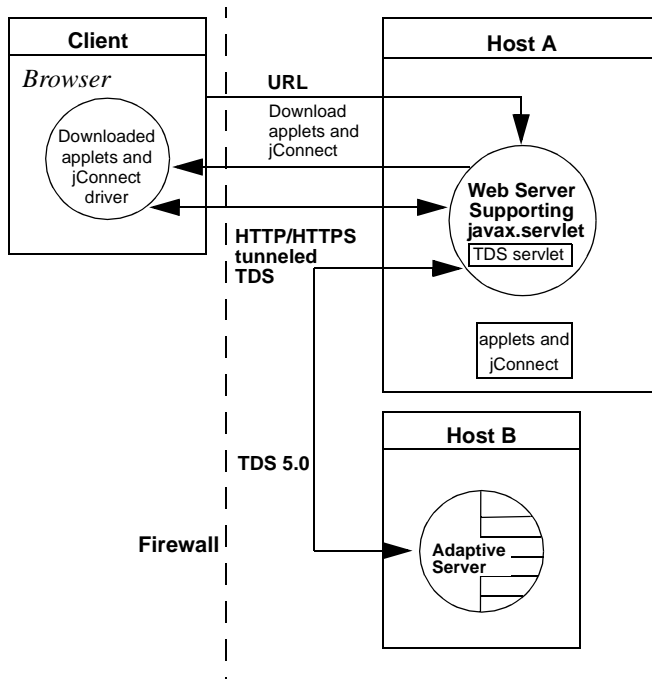 Client
Browser
Downloaded
applets and
jConnect
driver
URL
Download
applets and
jConnect
HTTP/HTTPS
tunneled
TDS
TDS 5.0
Firewall
Host A
Web Server
Supporting
javax.servlet
TDS servlet
applets and
jConnect
Host B
Adaptive
Server